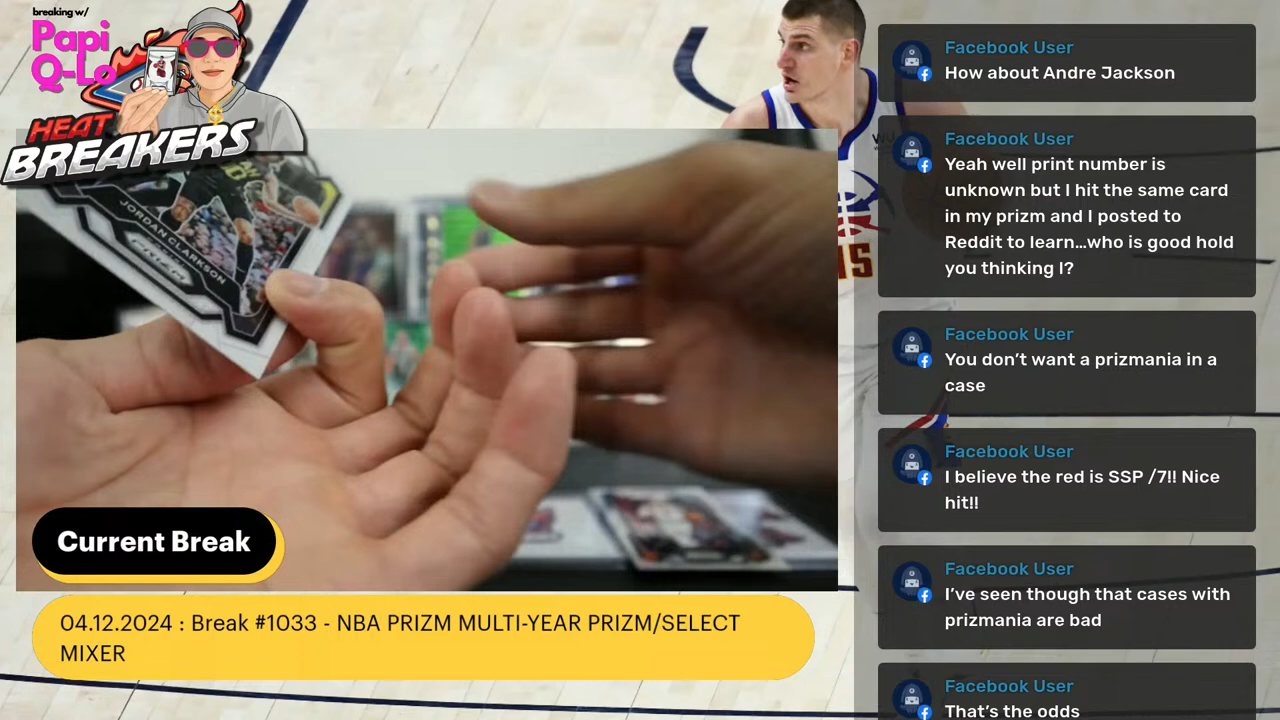 breaking w/
Papi
Q-Lo
HEAT
BREAKERS
JORDAN CLARKSON
PRIZM
Current Break
04.12.2024 : Break #1033 - NBA PRIZM MULTI-YEAR PRIZM/SELECT
MIXER
Facebook User
How about Andre Jackson
Facebook User
Yeah well print number is
unknown but I hit the same card
in my prizm and I posted to
Reddit to learn...who is good hold
you thinking I?
Facebook User
You don’t want a prizmania in a
case
Facebook User
I believe the red is SSP /7!! Nice
hit!!
Facebook User
I’ve seen though that cases with
prizmania are bad
Facebook User
That’s the odds